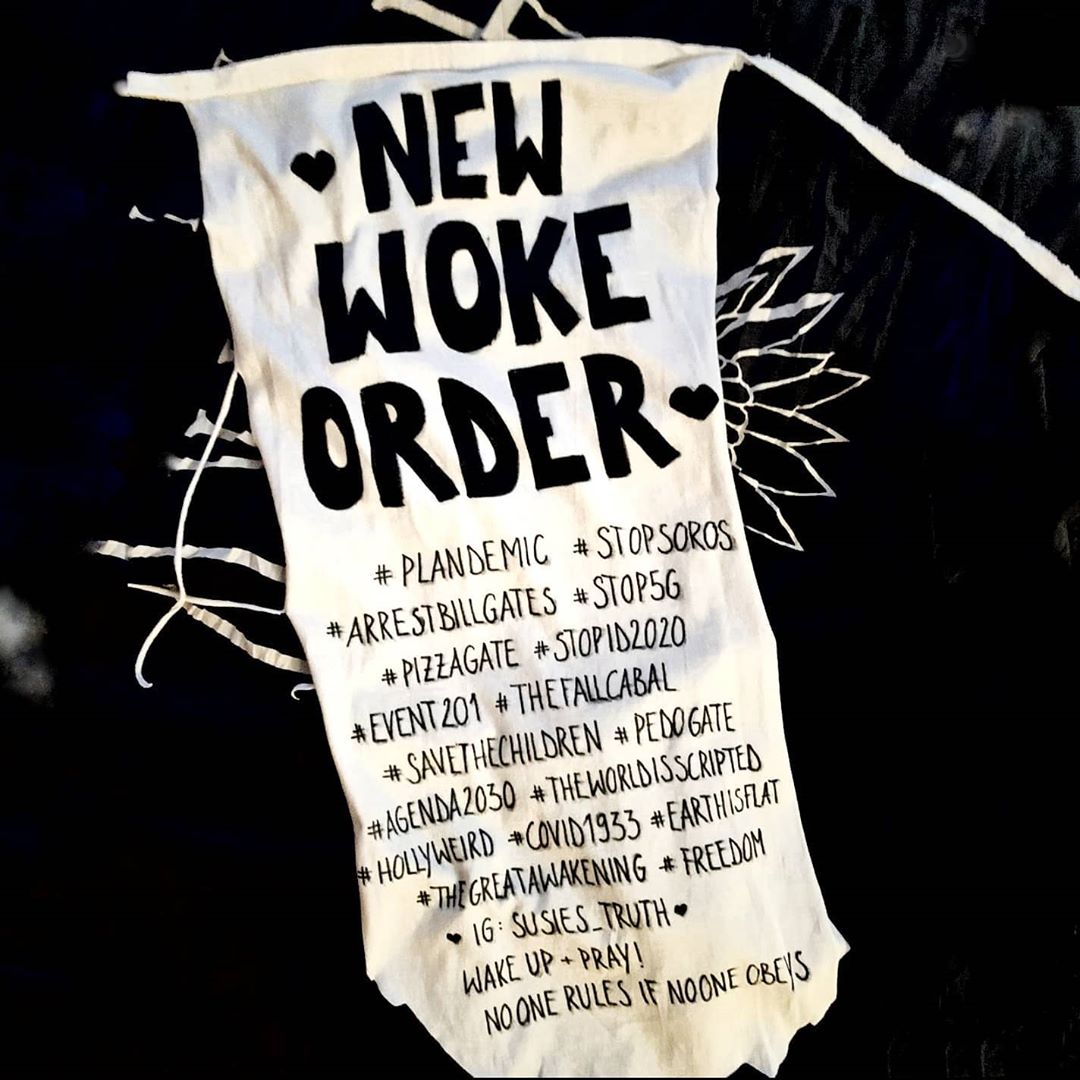 ♥ NEW
WOKE
ORDER ♥
# PLANDEMIC # STOPSOROS
#ARRESTBILLGATES #STOP5G
#PIZZAGATE #STOPID2020
#EVENT201 #THEFALLCABAL
#SAVETHECHILDREN #PEDOGATE
#AGENDA2030 #THEWORLDISSCRIPTED
# HOLLYWEIRD #COVID1933 #EARTHISFLAT
#THEGREATAWAKENING # FREEDOM
♥ IG: SUSIES_TRUTH ♥
WAKE UP + PRAY!
NO ONE RULES IF NO ONE OBEYS